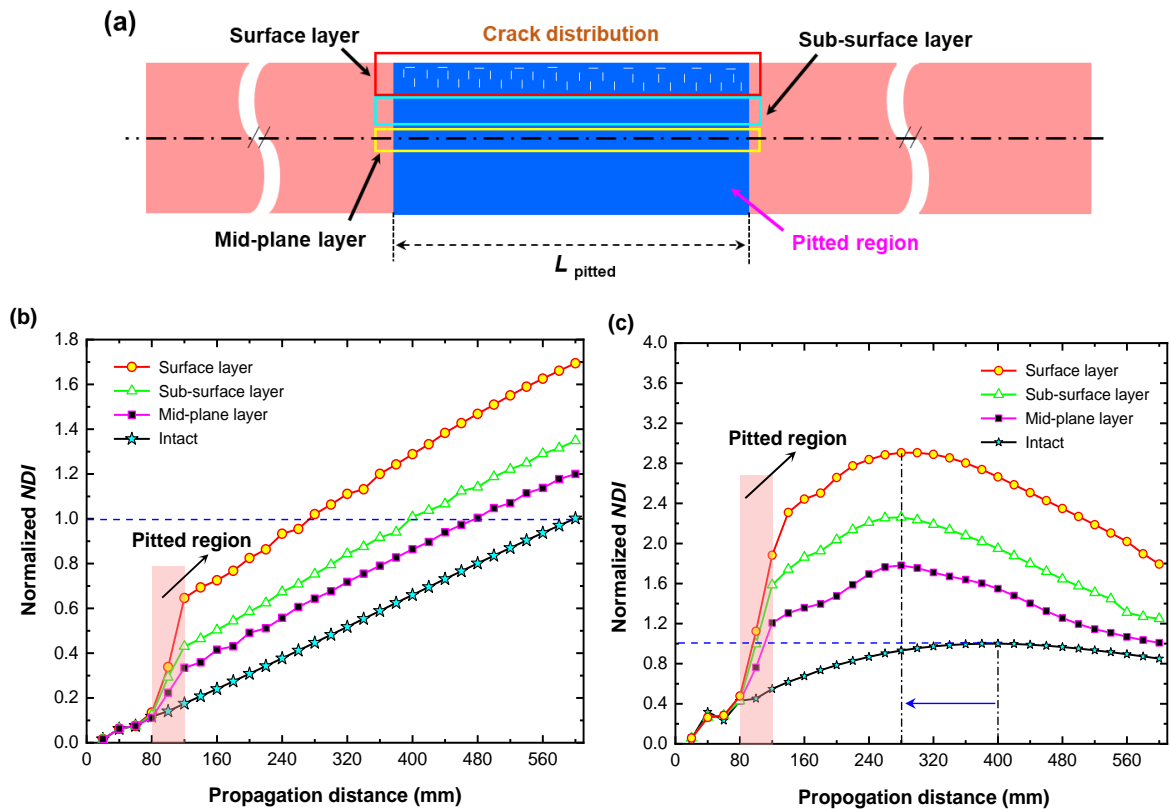 (a)
Surface layer
Crack distribution
Sub-surface layer
Mid-plane layer
Pitted region
L pitted
(b)
Normalized NDI
1.8
1.6
1.4
1.2
1.0
0.8
0.6
0.4
0.2
0.0
Surface layer
Sub-surface layer
Mid-plane layer
Intact
Pitted region
0 80 160 240 320 400 480 560
Propagation distance (mm)
(c)
Normalized NDI
4.0
3.6
3.2
2.8
2.4
2.0
1.6
1.2
0.8
0.4
0.0
Surface layer
Sub-surface layer
Mid-plane layer
Intact
Pitted region
0 80 160 240 320 400 480 560
Propogation distance (mm)